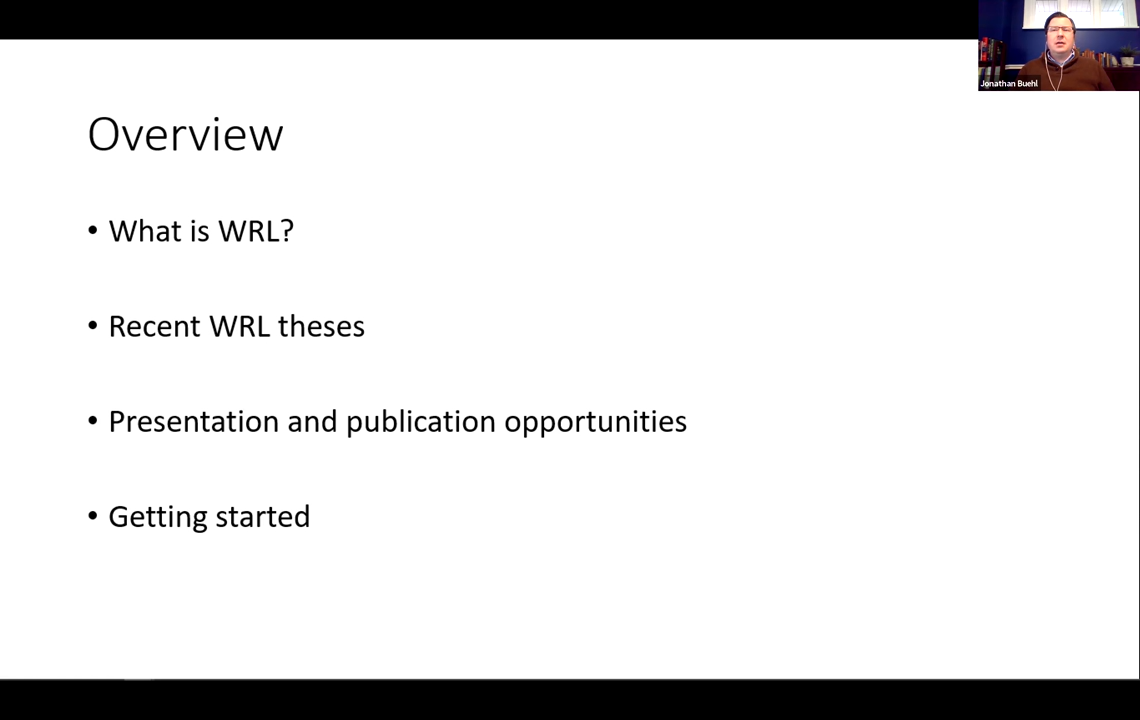 Jonathan Buehl
Overview
• What is WRL?
• Recent WRL theses
• Presentation and publication opportunities
• Getting started